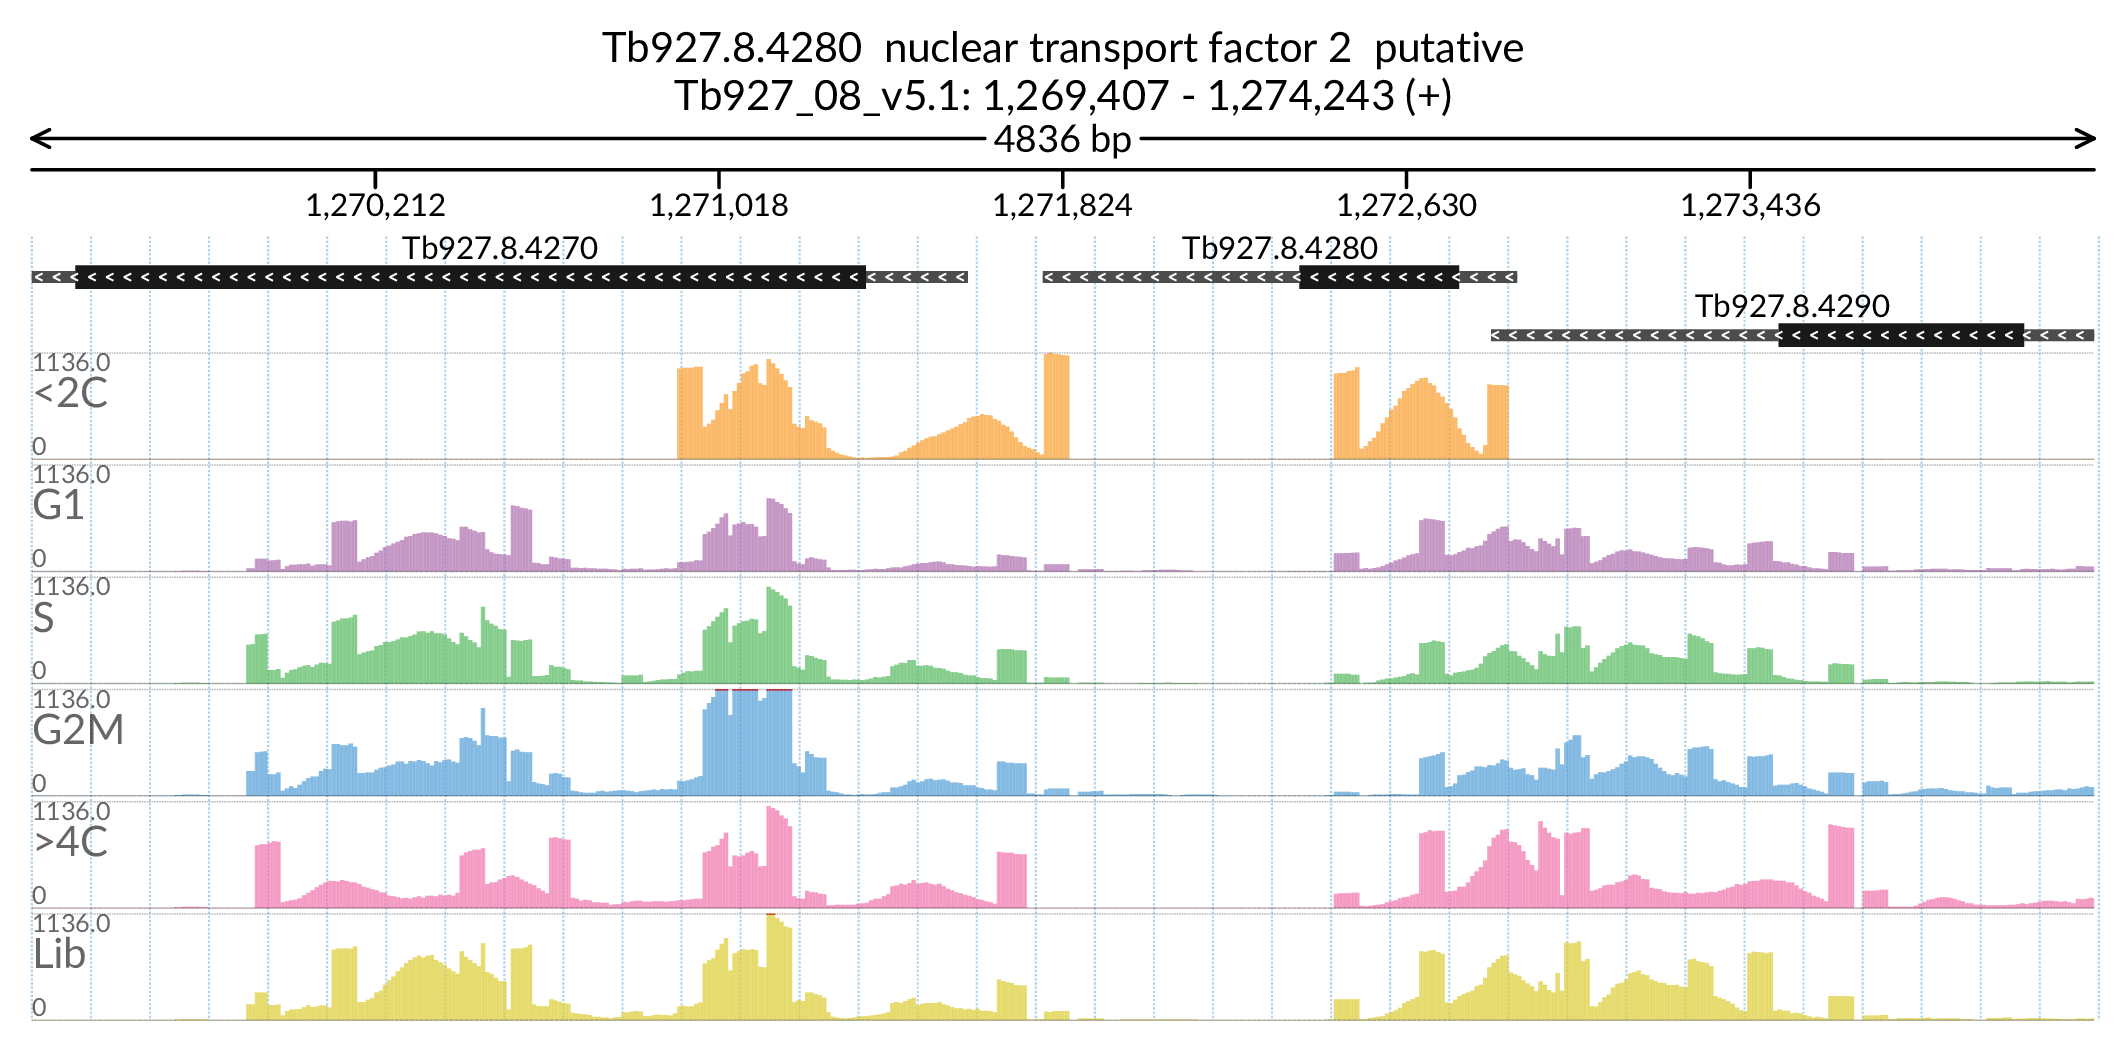 Tb927.8.4280  nuclear transport factor 2  putative
Tb927_08_v5.1: 1,269,407 - 1,274,243 (+)
4836 bp
1,270,212 1,271,018 1,271,824 1,272,630 1,273,436
Tb927.8.4270 Tb927.8.4280
Tb927.8.4290
1136.0
<2C
0
1136.0
G1
0
1136.0
S
0
1136.0
G2M
0
1136.0
>4C
0
1136.0
Lib
0